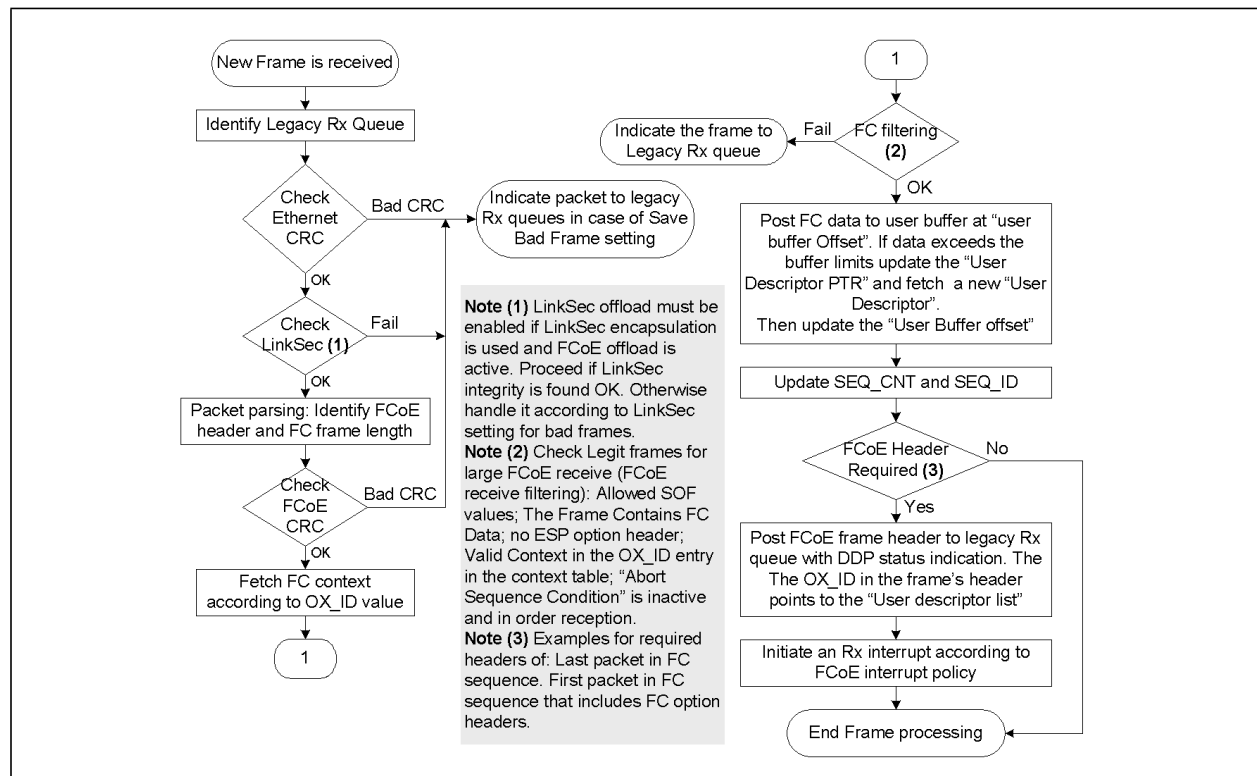 New Frame is received
Identify Legacy Rx Queue
Check
Ethernet
CRC
Bad CRC
Indicate packet to legacy
Rx queues in case of Save
Bad Frame setting
OK
Check
LinkSec (1)
Fail
OK
Packet parsing: Identify FCoE
header and FC frame length
Check
FCoE
CRC
Bad CRC
OK
Fetch FC context
according to OX_ID value
1
Note (1) LinkSec offload must be
enabled if LinkSec encapsulation
is used and FCoE offload is
active. Proceed if LinkSec
integrity is found OK. Otherwise
handle it according to LinkSec
setting for bad frames.
Note (2) Check Legit frames for
large FCoE receive (FCoE
receive filtering): Allowed SOF
values; The Frame Contains FC
Data; no ESP option header;
Valid Context in the OX_ID entry
in the context table; “Abort
Sequence Condition” is inactive
and in order reception.
Note (3) Examples for required
headers of: Last packet in FC
sequence. First packet in FC
sequence that includes FC option
headers.
1
FC filtering
(2)
Fail
Indicate the frame to
Legacy Rx queue
OK
Post FC data to user buffer at “user
buffer Offset”. If data exceeds the
buffer limits update the “User
Descriptor PTR” and fetch a new “User
Descriptor”.
Then update the “User Buffer offset”
Update SEQ_CNT and SEQ_ID
FCoE Header
Required (3)
No
Yes
Post FCoE frame header to legacy Rx
queue with DDP status indication. The
The OX_ID in the frame’s header
points to the “User descriptor list”
Initiate an Rx interrupt according to
FCoE interrupt policy
End Frame processing